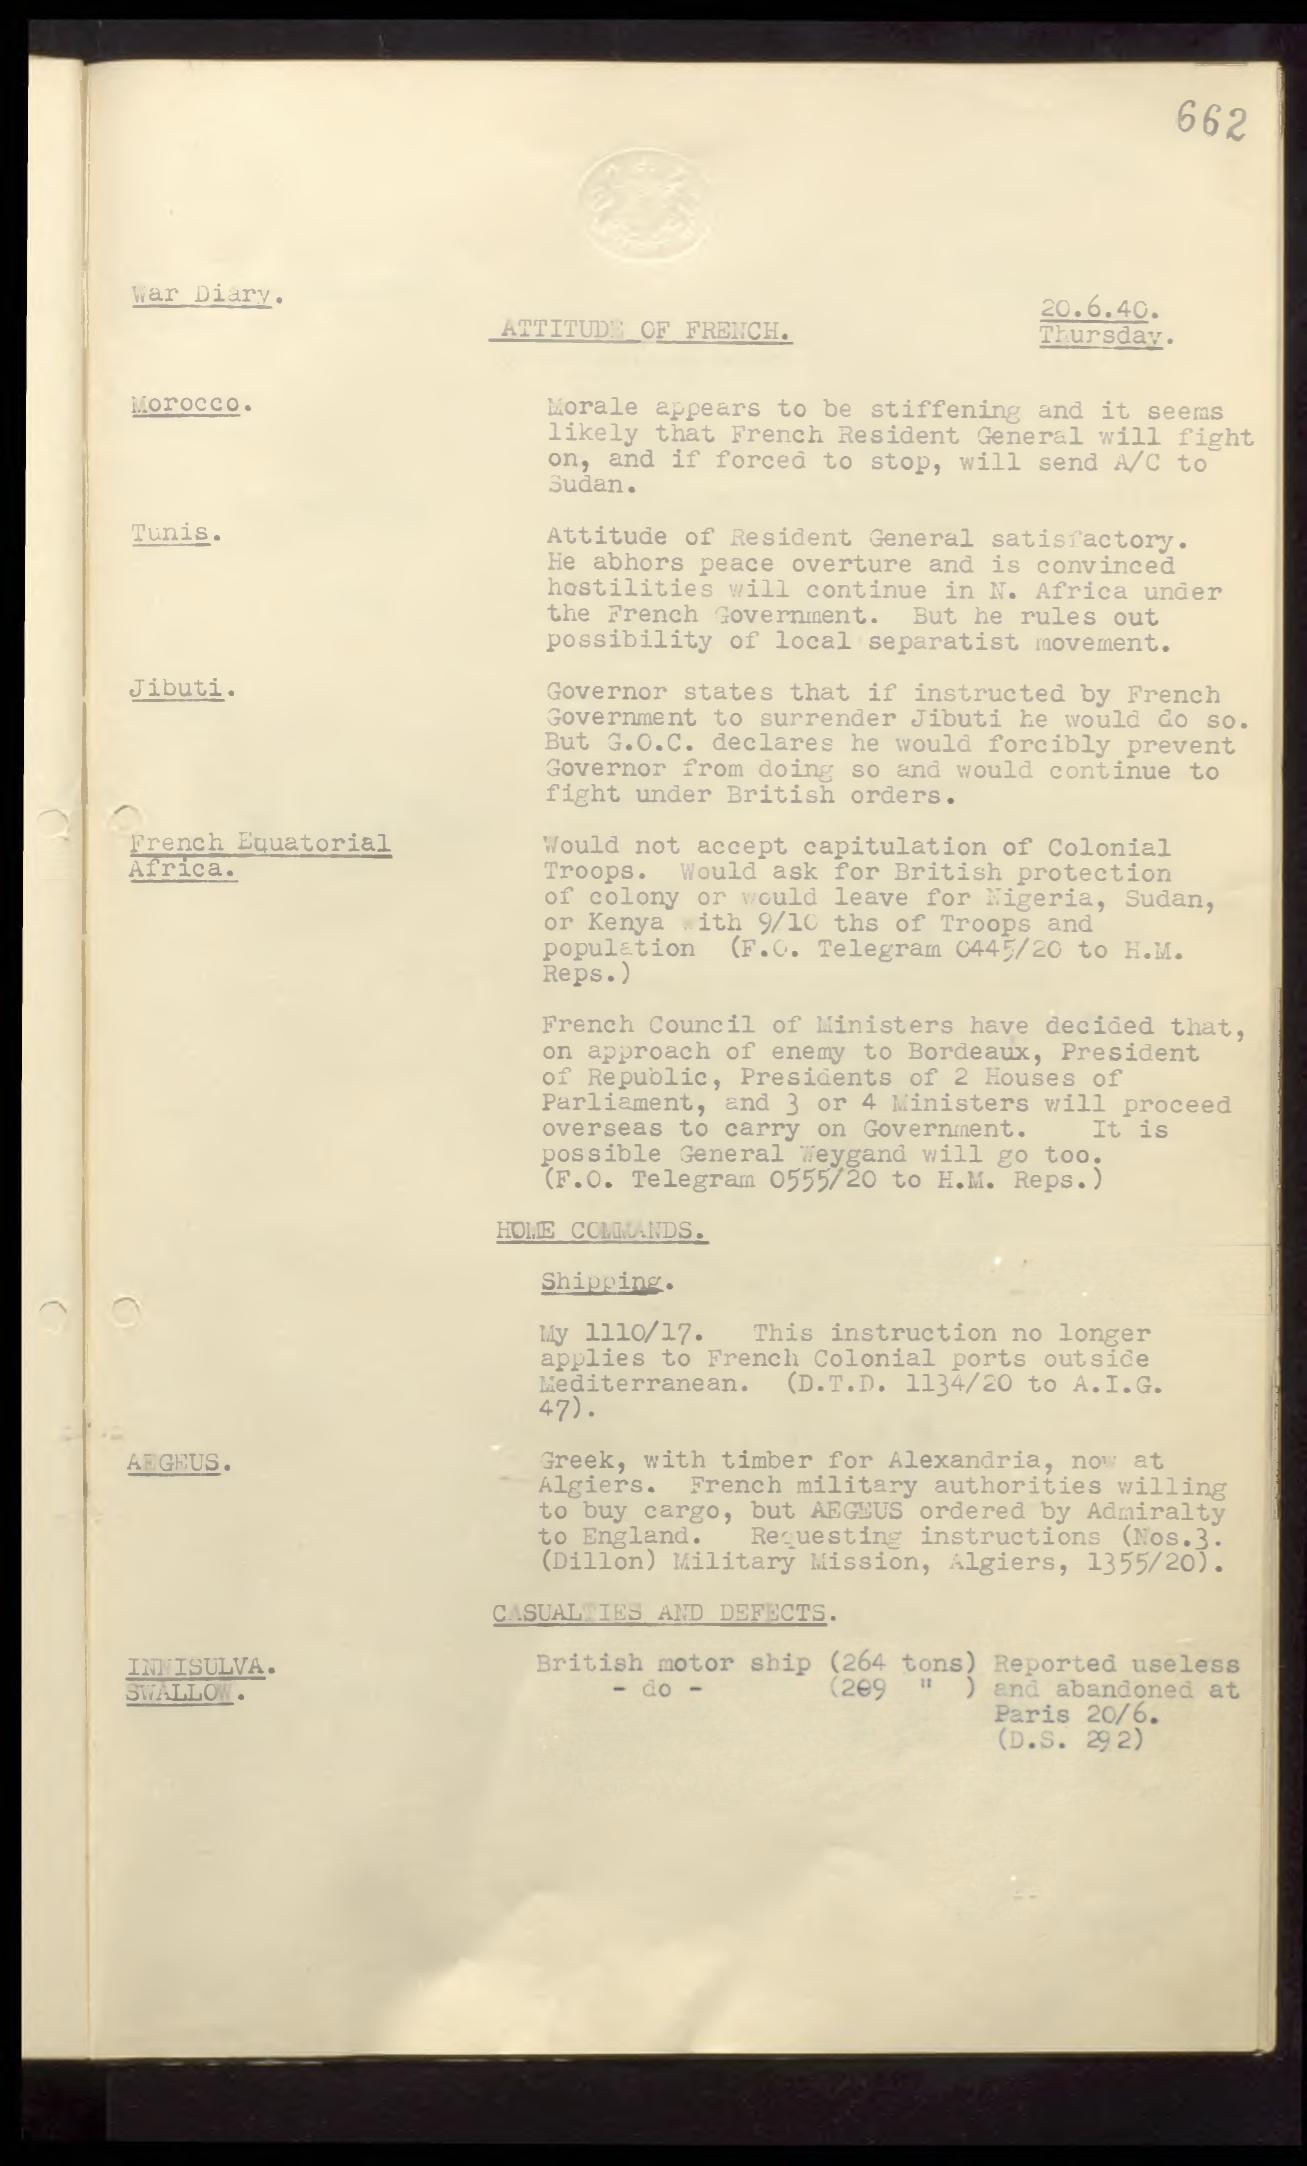 662
War Diary.
20.6.40.
ATTITUDE OF FRENCH.
Thursday.
Morocco.
Morale appears to be stiffening and it seems
likely that French Resident General will fight
on, and if forced to stop, will send A/C to
Sudan.
Tunis.
Attitude of Resident General satisfactory.
He abhors peace overture and is convinced
hostilities will continue in N. Africa under
the French Government. But he rules out
possibility of local separatist movement.
Jibuti.
Governor states that if instructed by French
Government to surrender Jibuti he would do so.
But G.O.C. declares he would forcibly prevent
Governor from doing so and would continue to
fight under British orders.
French Equatorial
Africa.
Would not accept capitulation of Colonial
Troops. Would ask for British protection
of colony or would leave for Nigeria, Sudan,
or Kenya with 9/10 ths of Troops and
population (F.O. Telegram 0445/20 to H.M.
Reps.)
French Council of Ministers have decided that,
on approach of enemy to Bordeaux, President
of Republic, Presidents of 2 Houses of
Parliament, and 3 or 4 Ministers will proceed
overseas to carry on Government. It is
possible General Weygand will go too.
(F.O. Telegram 0555/20 to H.M. Reps.)
HOME COMMANDS.
Shipping.
My 1110/17. This instruction no longer
applies to French Colonial ports outside
Mediterranean. (D.T.D. 1134/20 to A.I.G.
47).
AEGEUS.
Greek, with timber for Alexandria, now at
Algiers. French military authorities willing
to buy cargo, but AEGEUS ordered by Admiralty
to England. Requesting instructions (Nos.3.
(Dillon) Military Mission, Algiers, 1355/20).
CASUALTIES AND DEFECTS.
INNISULVA. British motor ship (264 tons) Reported useless
SWALLOW. - do - (209 " ) and abandoned at
Paris 20/6.
(D.S. 292)